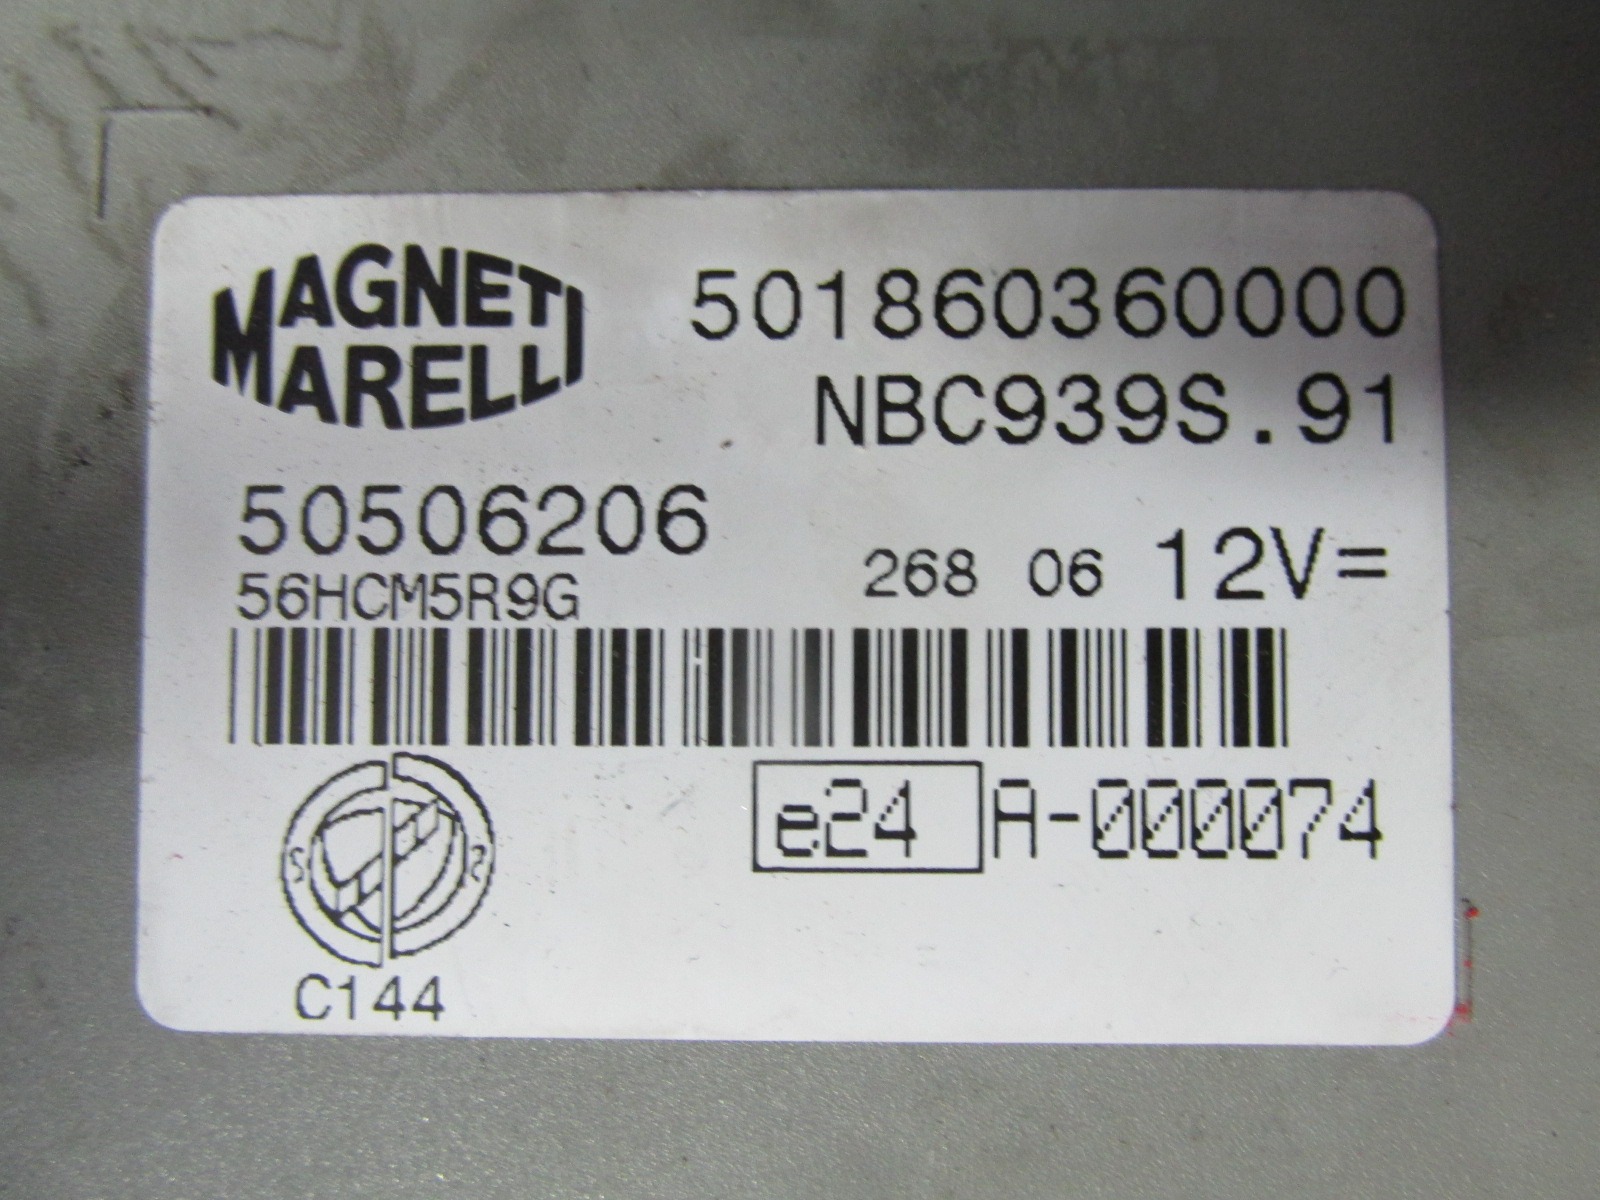 MAGNETI
MARELLI
501860360000
NBC939S.91
50506206
56HCM5R9G
268 06 12V=
e24 A-000074
C144